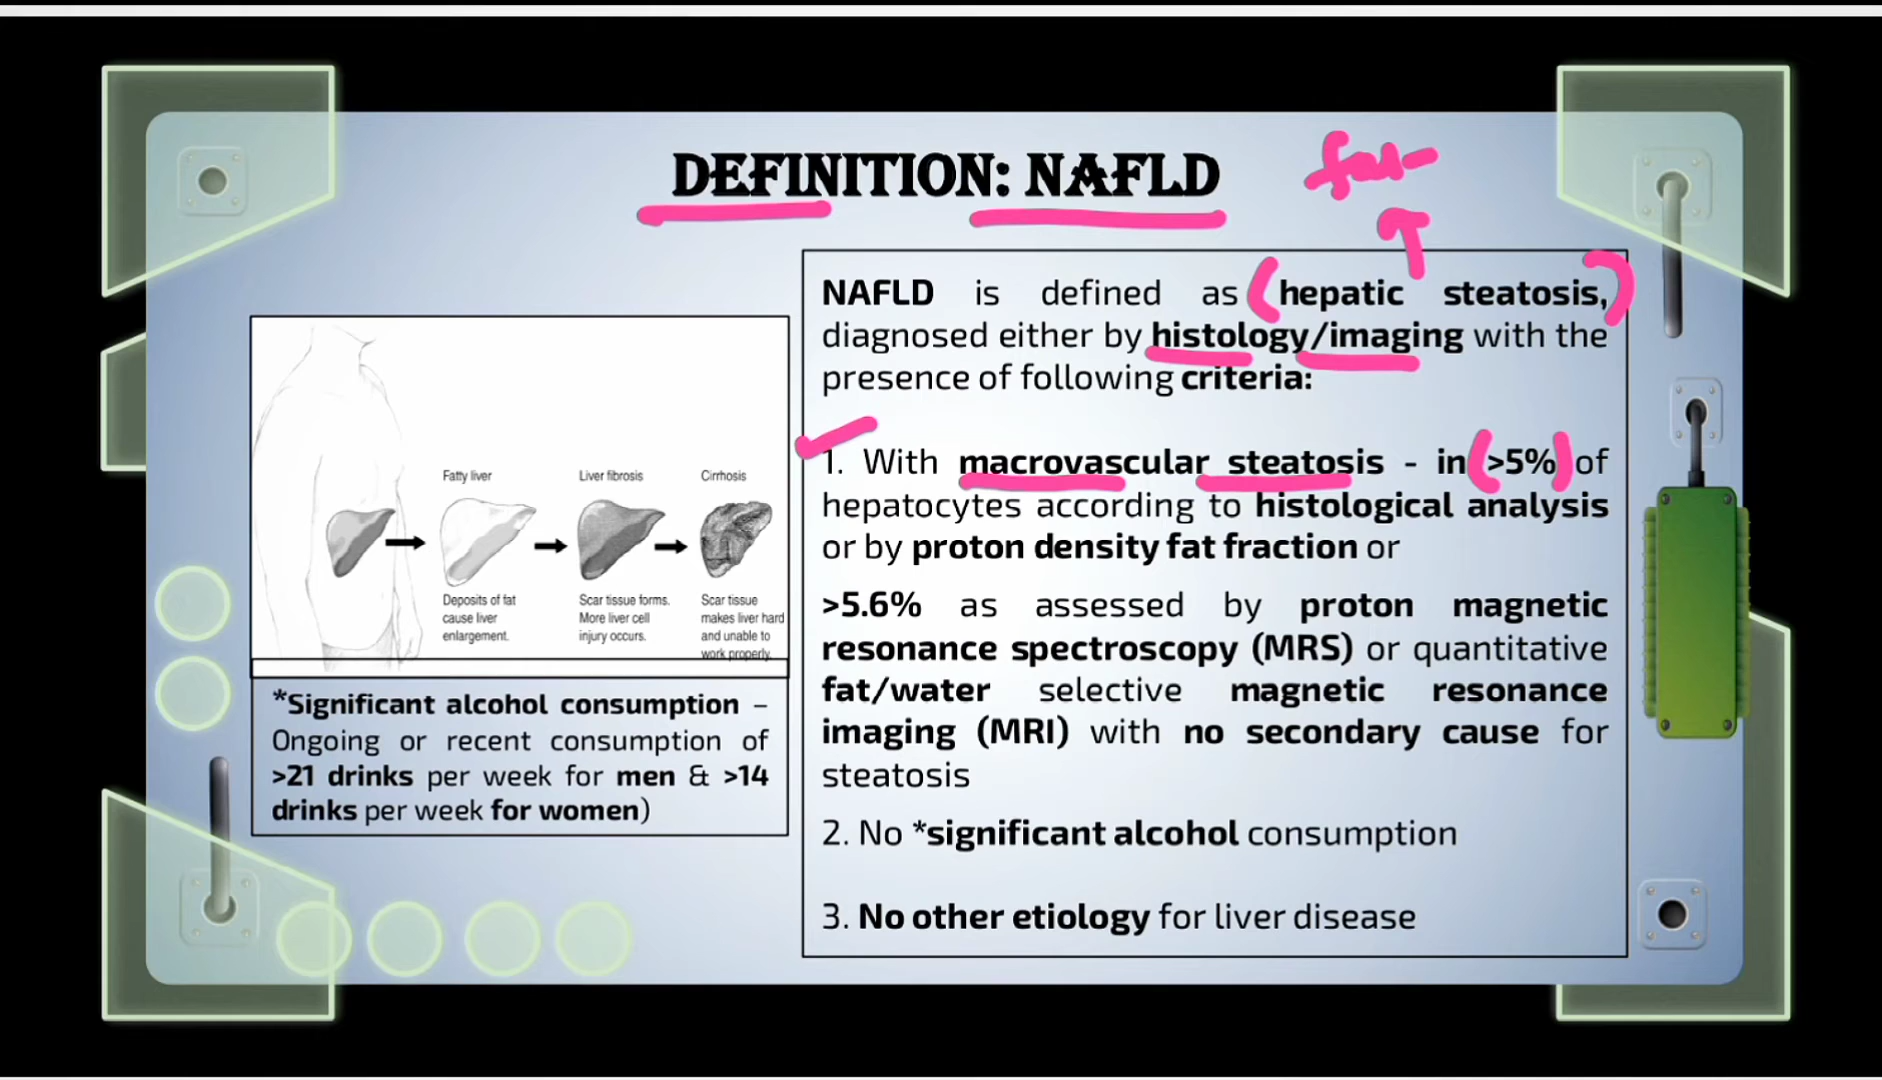 DEFINITION: NAFLD
NAFLD is defined as hepatic steatosis,
diagnosed either by histology/imaging with the
presence of following criteria:
1. With macrovascular steatosis - in >5% of
hepatocytes according to histological analysis
or by proton density fat fraction or
>5.6% as assessed by proton magnetic
resonance spectroscopy (MRS) or quantitative
fat/water selective magnetic resonance
imaging (MRI) with no secondary cause for
steatosis
2. No *significant alcohol consumption
3. No other etiology for liver disease
Fatty liver
Deposits of fat
cause liver
enlargement.
Liver fibrosis
Scar tissue forms.
More liver cell
injury occurs.
Cirrhosis
Scar tissue
makes liver hard
and unable to
work properly.
*Significant alcohol consumption –
Ongoing or recent consumption of
>21 drinks per week for men & >14
drinks per week for women)